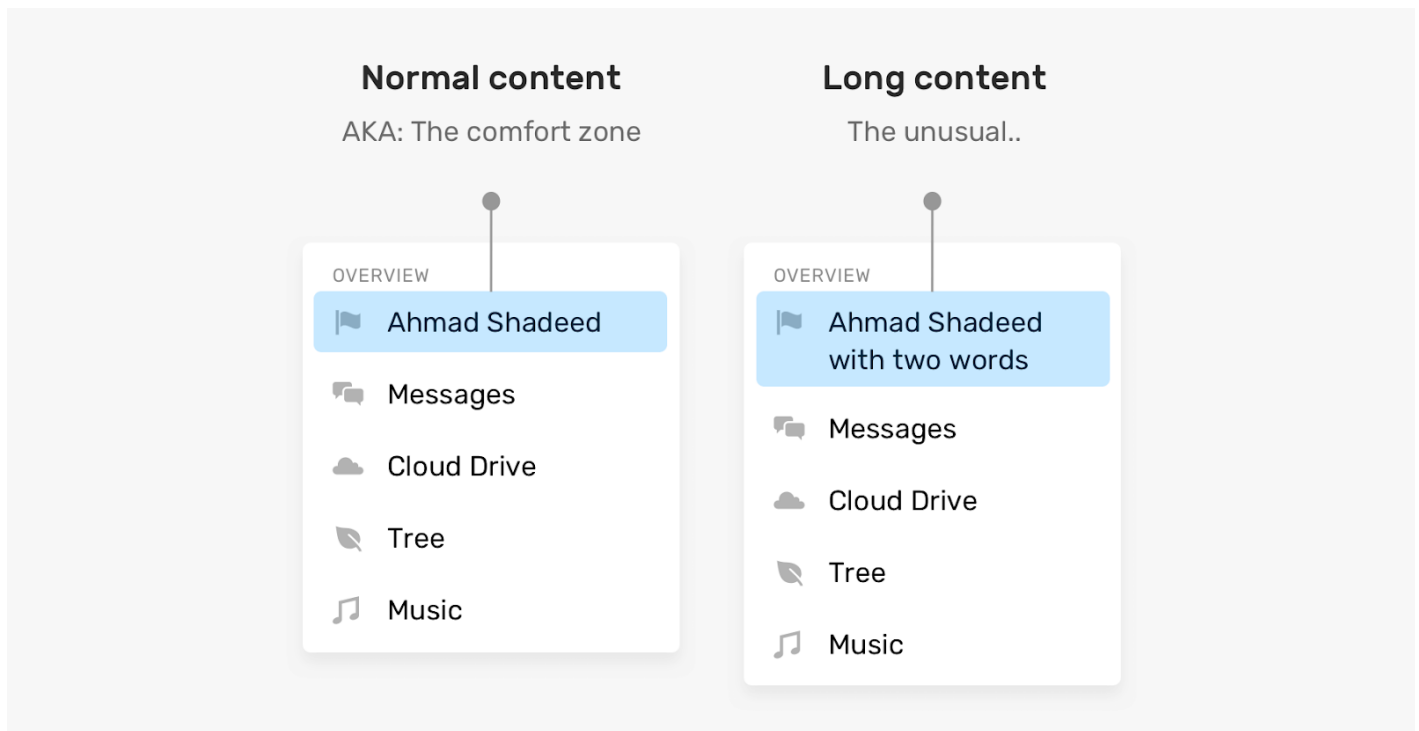 Normal content
AKA: The comfort zone
OVERVIEW
Ahmad Shadeed
Messages
Cloud Drive
Tree
Music
Long content
The unusual..
OVERVIEW
Ahmad Shadeed
with two words
Messages
Cloud Drive
Tree
Music